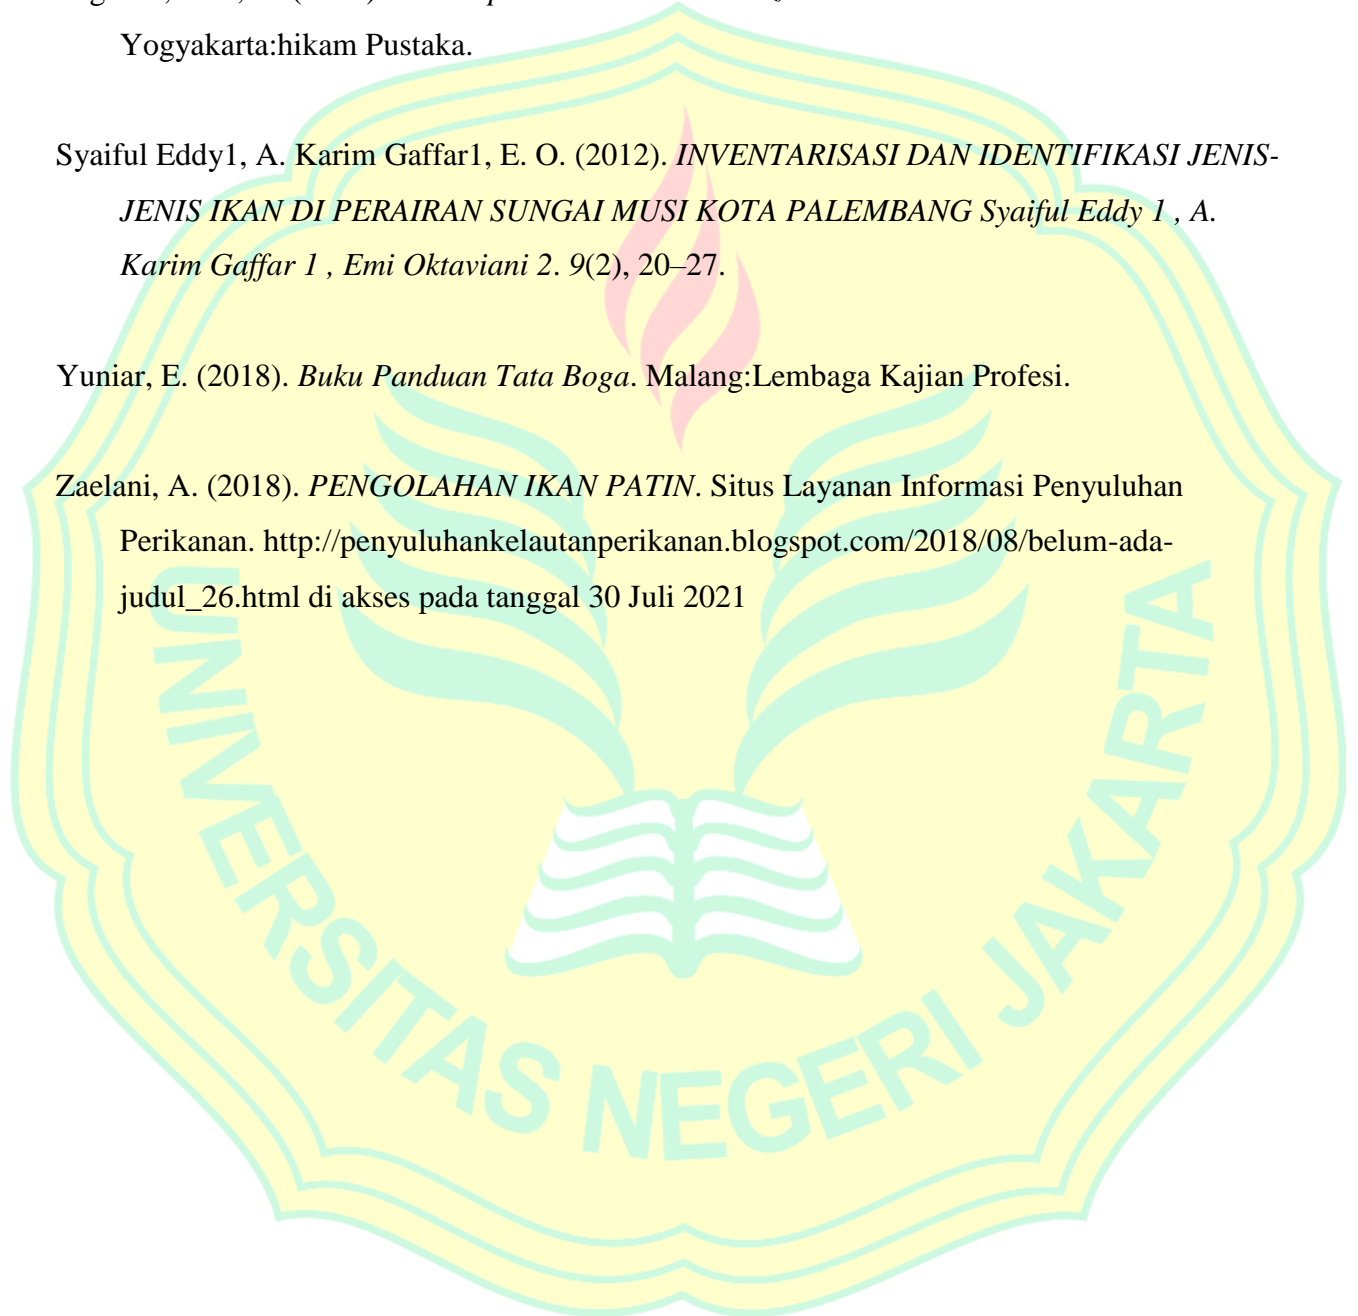 Yogyakarta:hikam Pustaka.
Syaiful Eddy1, A. Karim Gaffar1, E. O. (2012). INVENTARISASI DAN IDENTIFIKASI JENIS-
JENIS IKAN DI PERAIRAN SUNGAI MUSI KOTA PALEMBANG Syaiful Eddy 1 , A.
Karim Gaffar 1 , Emi Oktaviani 2. 9(2), 20–27.
Yuniar, E. (2018). Buku Panduan Tata Boga. Malang:Lembaga Kajian Profesi.
Zaelani, A. (2018). PENGOLAHAN IKAN PATIN. Situs Layanan Informasi Penyuluhan
Perikanan. http://penyuluhankelautanperikanan.blogspot.com/2018/08/belum-ada-
judul_26.html di akses pada tanggal 30 Juli 2021
UNIVERSITAS NEGERI JAKARTA